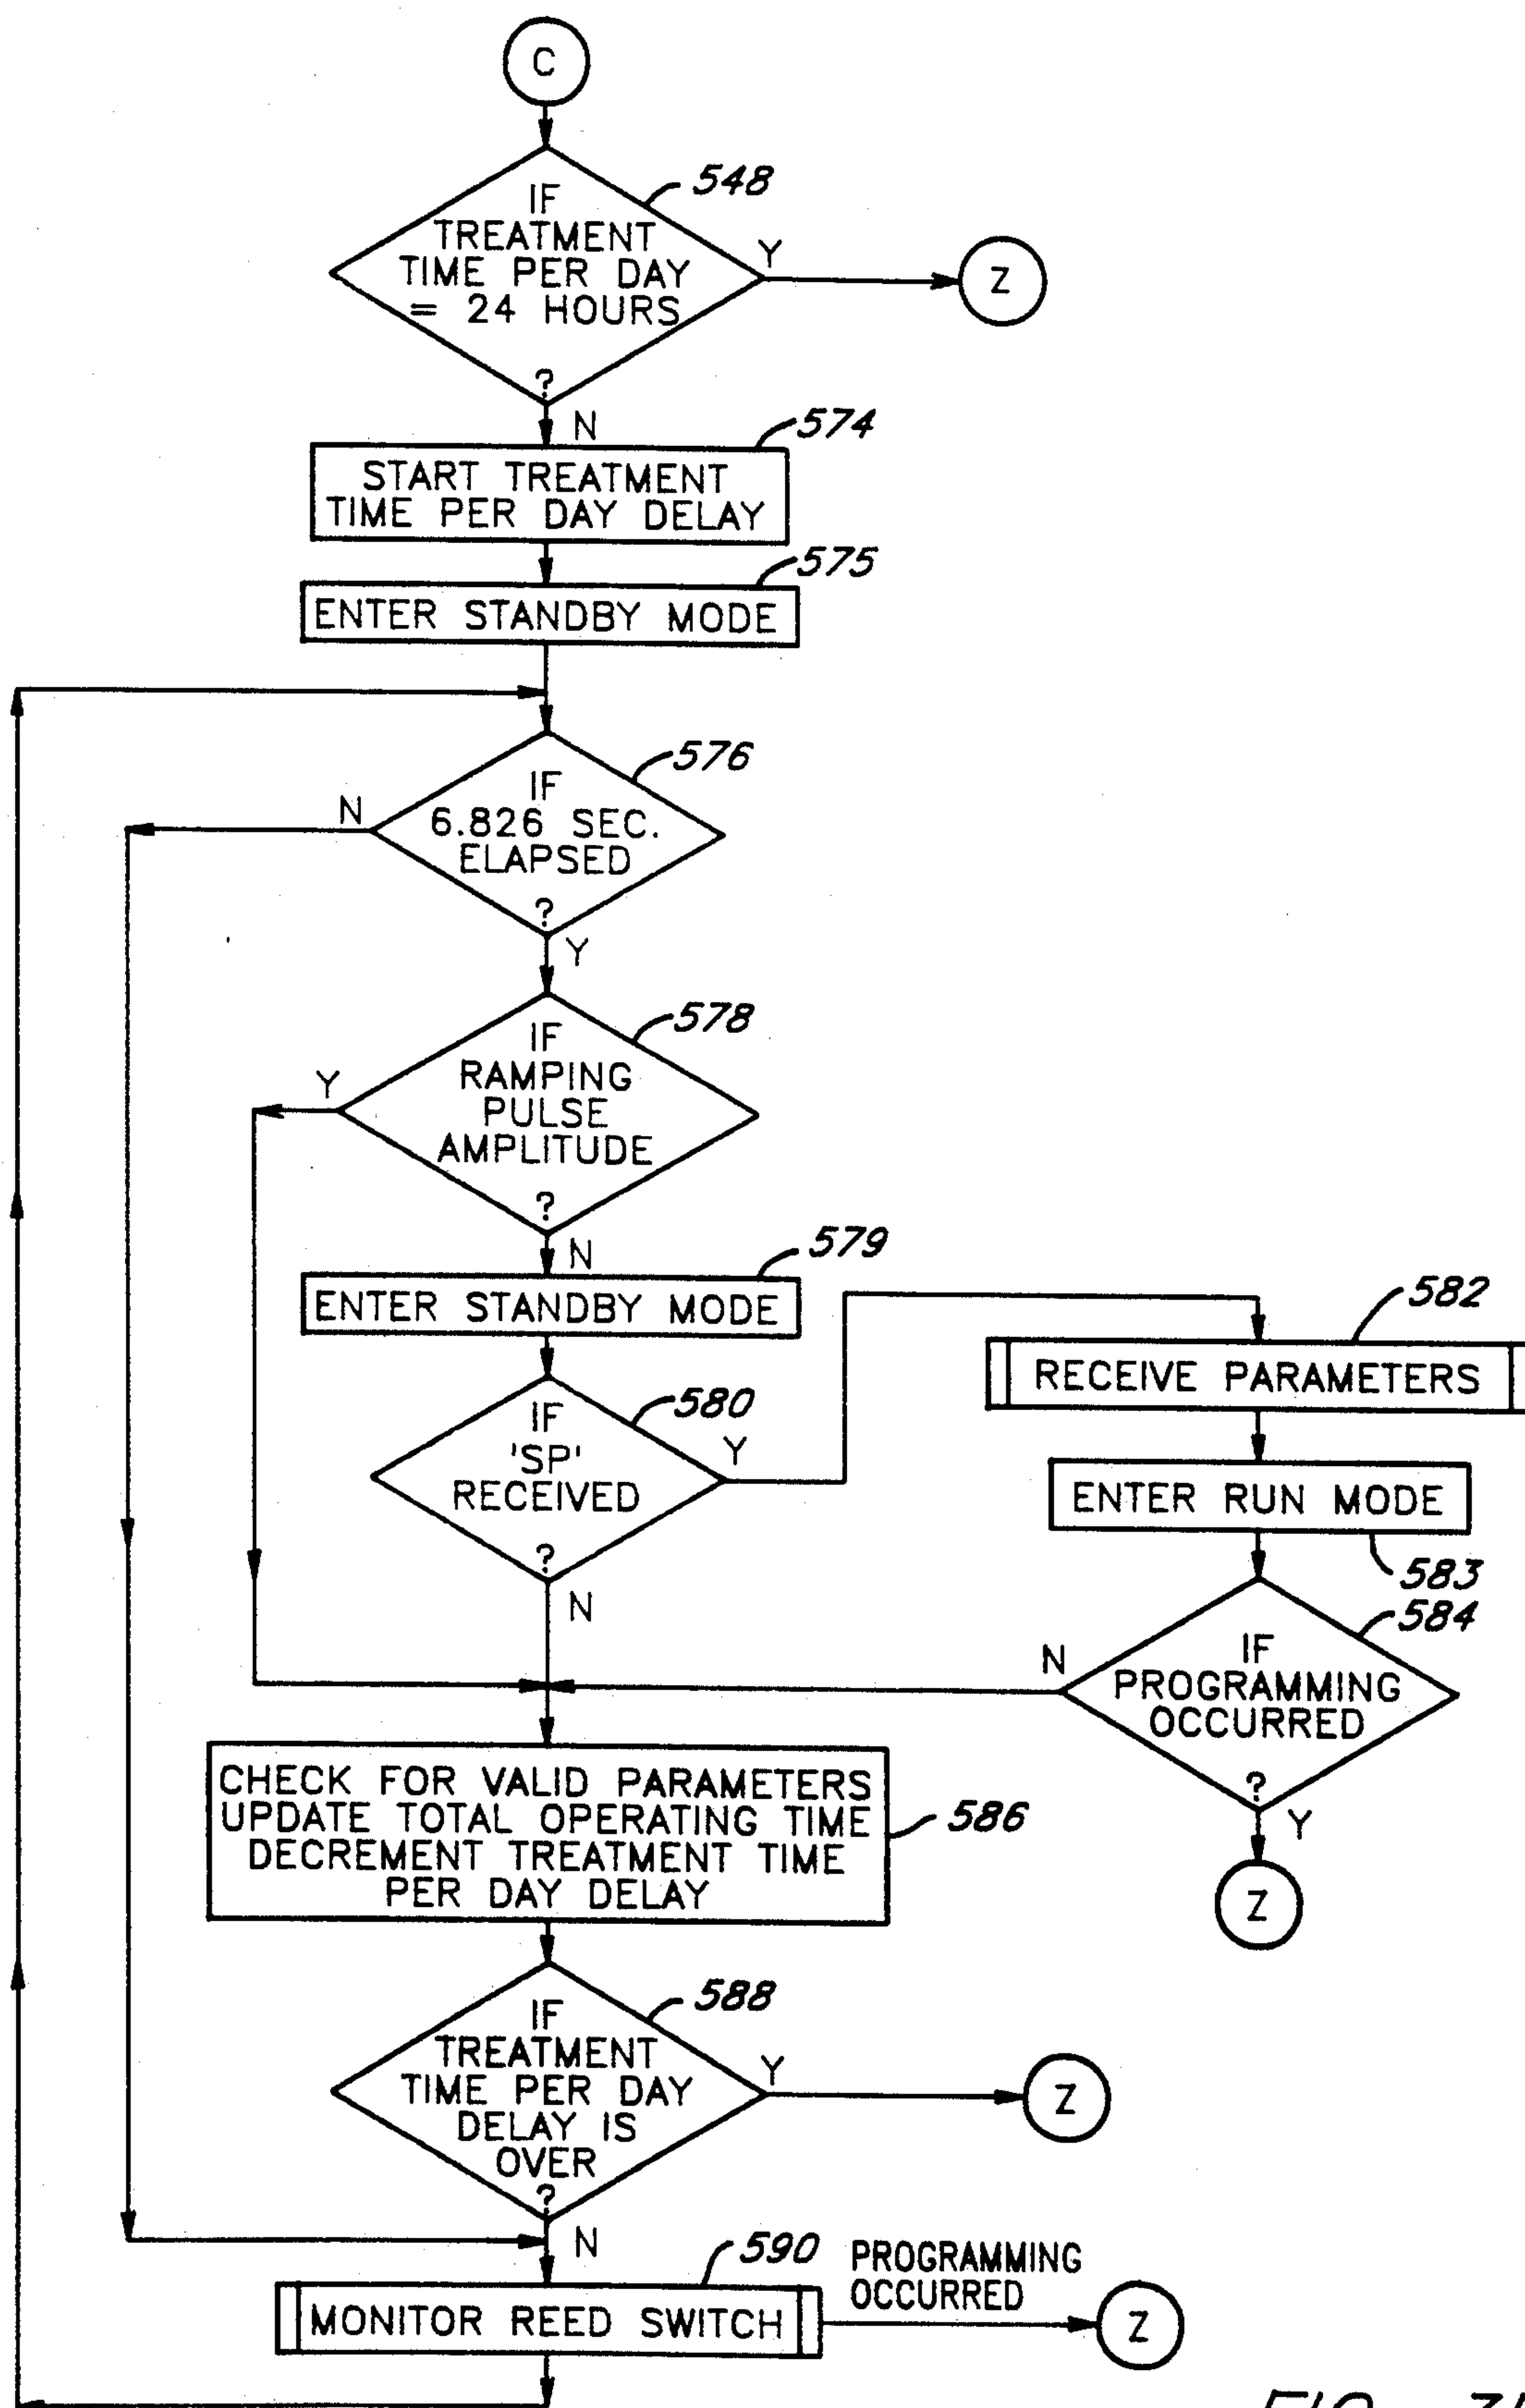 C
548
IF
TREATMENT
TIME PER DAY
= 24 HOURS
?
Y
Z
N
574
START TREATMENT
TIME PER DAY DELAY
575
ENTER STANDBY MODE
576
IF
6.826 SEC.
ELAPSED
?
N
Y
578
IF
RAMPING
PULSE
AMPLITUDE
?
Y
N
579
ENTER STANDBY MODE
580
IF
'SP'
RECEIVED
?
Y
N
582
RECEIVE PARAMETERS
ENTER RUN MODE
583
584
IF
PROGRAMMING
OCCURRED
?
N
Y
Z
CHECK FOR VALID PARAMETERS
UPDATE TOTAL OPERATING TIME
DECREMENT TREATMENT TIME
PER DAY DELAY
586
588
IF
TREATMENT
TIME PER DAY
DELAY IS
OVER
?
Y
Z
N
590
MONITOR REED SWITCH
PROGRAMMING
OCCURRED
Z